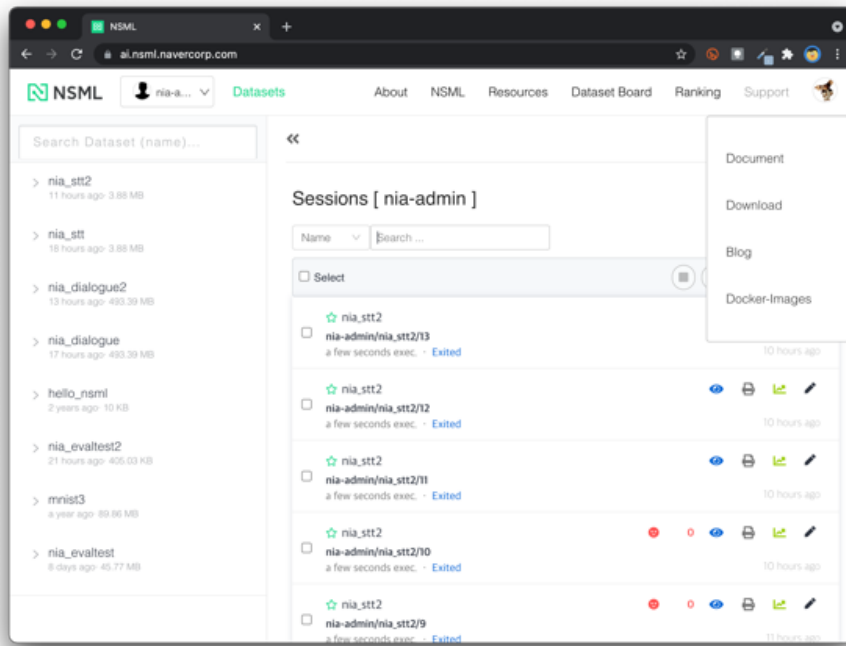 NSML
ai.nsml.navercorp.com
NSML
nia-a...
Datasets
About
NSML
Resources
Dataset Board
Ranking
Support
Search Dataset (name)...
nia_stt2
11 hours ago· 3.88 MB
nia_stt
18 hours ago· 3.88 MB
nia_dialogue2
13 hours ago· 493.39 MB
nia_dialogue
17 hours ago· 493.39 MB
hello_nsml
2 years ago· 10 KB
nia_evaltest2
21 hours ago· 405.03 KB
mnist3
a year ago· 89.86 MB
nia_evaltest
8 days ago· 45.77 MB
Document
Download
Blog
Docker-Images
Sessions [ nia-admin ]
Name
Search ...
Select
nia_stt2
nia-admin/nia_stt2/13
a few seconds exec. - Exited
10 hours ago
nia_stt2
nia-admin/nia_stt2/12
a few seconds exec. - Exited
10 hours ago
nia_stt2
nia-admin/nia_stt2/11
a few seconds exec. - Exited
10 hours ago
nia_stt2
0
nia-admin/nia_stt2/10
a few seconds exec. - Exited
10 hours ago
nia_stt2
0
nia-admin/nia_stt2/9
a few seconds exec. - Exited
11 hours ago